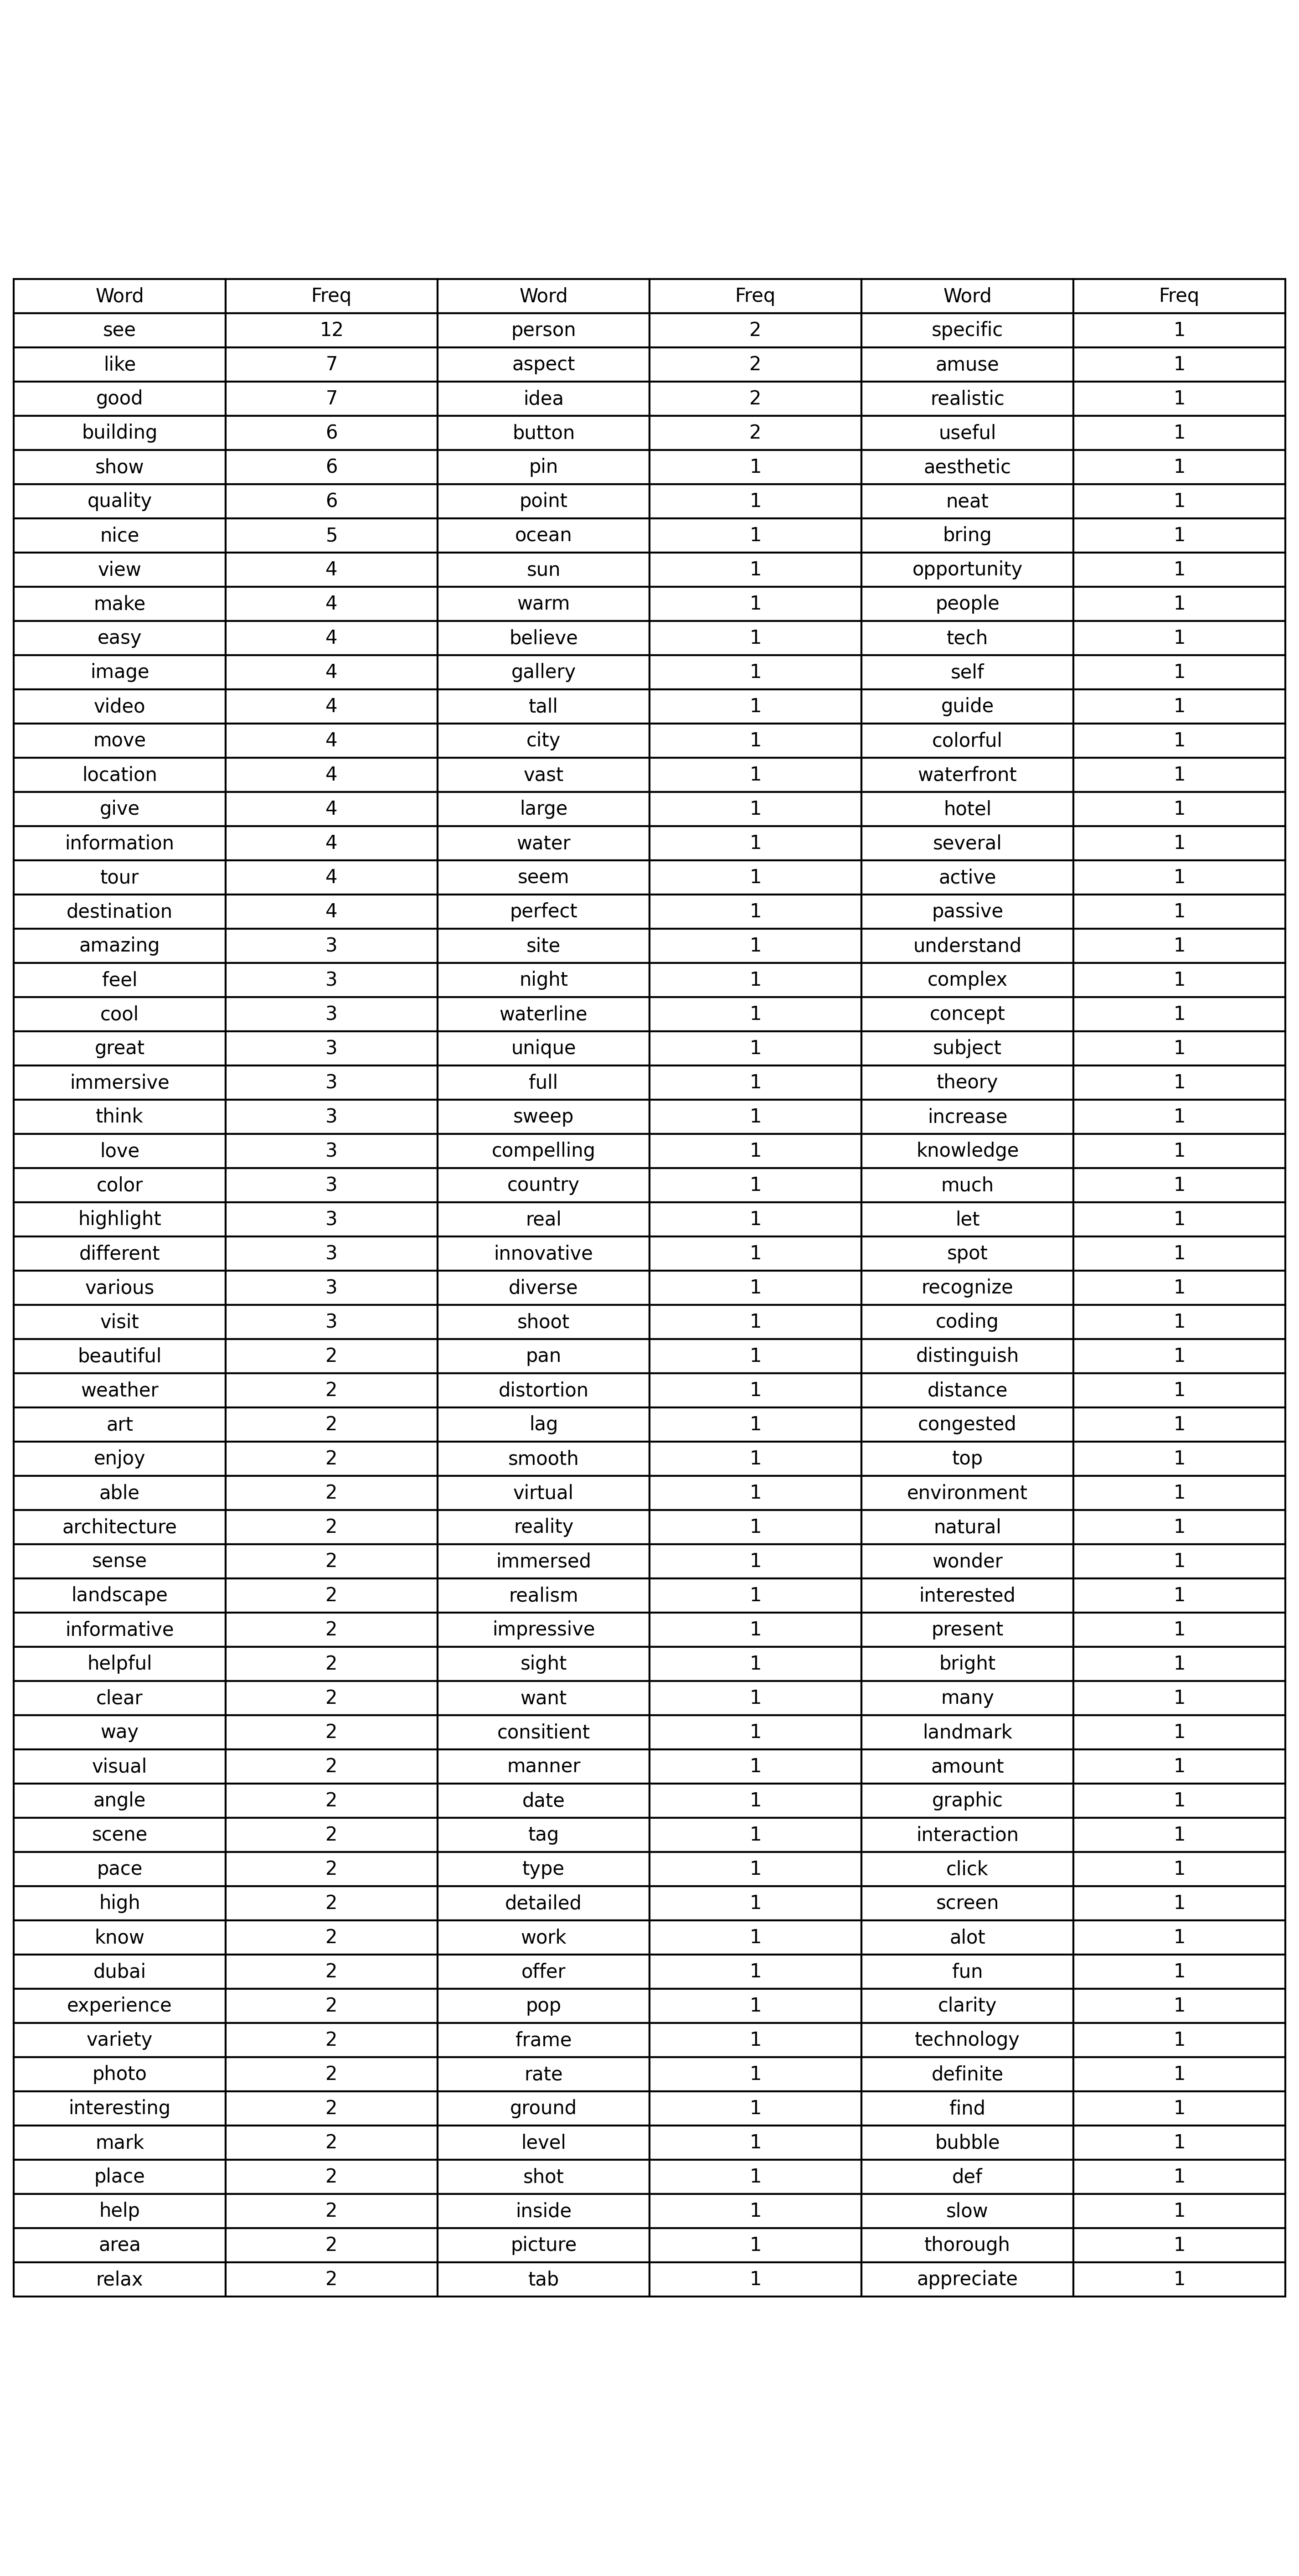 Word Freq Word Freq Word Freq
see 12 person 2 specific 1
like 7 aspect 2 amuse 1
good 7 idea 2 realistic 1
building 6 button 2 useful 1
show 6 pin 1 aesthetic 1
quality 6 point 1 neat 1
nice 5 ocean 1 bring 1
view 4 sun 1 opportunity 1
make 4 warm 1 people 1
easy 4 believe 1 tech 1
image 4 gallery 1 self 1
video 4 tall 1 guide 1
move 4 city 1 colorful 1
location 4 vast 1 waterfront 1
give 4 large 1 hotel 1
information 4 water 1 several 1
tour 4 seem 1 active 1
destination 4 perfect 1 passive 1
amazing 3 site 1 understand 1
feel 3 night 1 complex 1
cool 3 waterline 1 concept 1
great 3 unique 1 subject 1
immersive 3 full 1 theory 1
think 3 sweep 1 increase 1
love 3 compelling 1 knowledge 1
color 3 country 1 much 1
highlight 3 real 1 let 1
different 3 innovative 1 spot 1
various 3 diverse 1 recognize 1
visit 3 shoot 1 coding 1
beautiful 2 pan 1 distinguish 1
weather 2 distortion 1 distance 1
art 2 lag 1 congested 1
enjoy 2 smooth 1 top 1
able 2 virtual 1 environment 1
architecture 2 reality 1 natural 1
sense 2 immersed 1 wonder 1
landscape 2 realism 1 interested 1
informative 2 impressive 1 present 1
helpful 2 sight 1 bright 1
clear 2 want 1 many 1
way 2 consitient 1 landmark 1
visual 2 manner 1 amount 1
angle 2 date 1 graphic 1
scene 2 tag 1 interaction 1
pace 2 type 1 click 1
high 2 detailed 1 screen 1
know 2 work 1 alot 1
dubai 2 offer 1 fun 1
experience 2 pop 1 clarity 1
variety 2 frame 1 technology 1
photo 2 rate 1 definite 1
interesting 2 ground 1 find 1
mark 2 level 1 bubble 1
place 2 shot 1 def 1
help 2 inside 1 slow 1
area 2 picture 1 thorough 1
relax 2 tab 1 appreciate 1